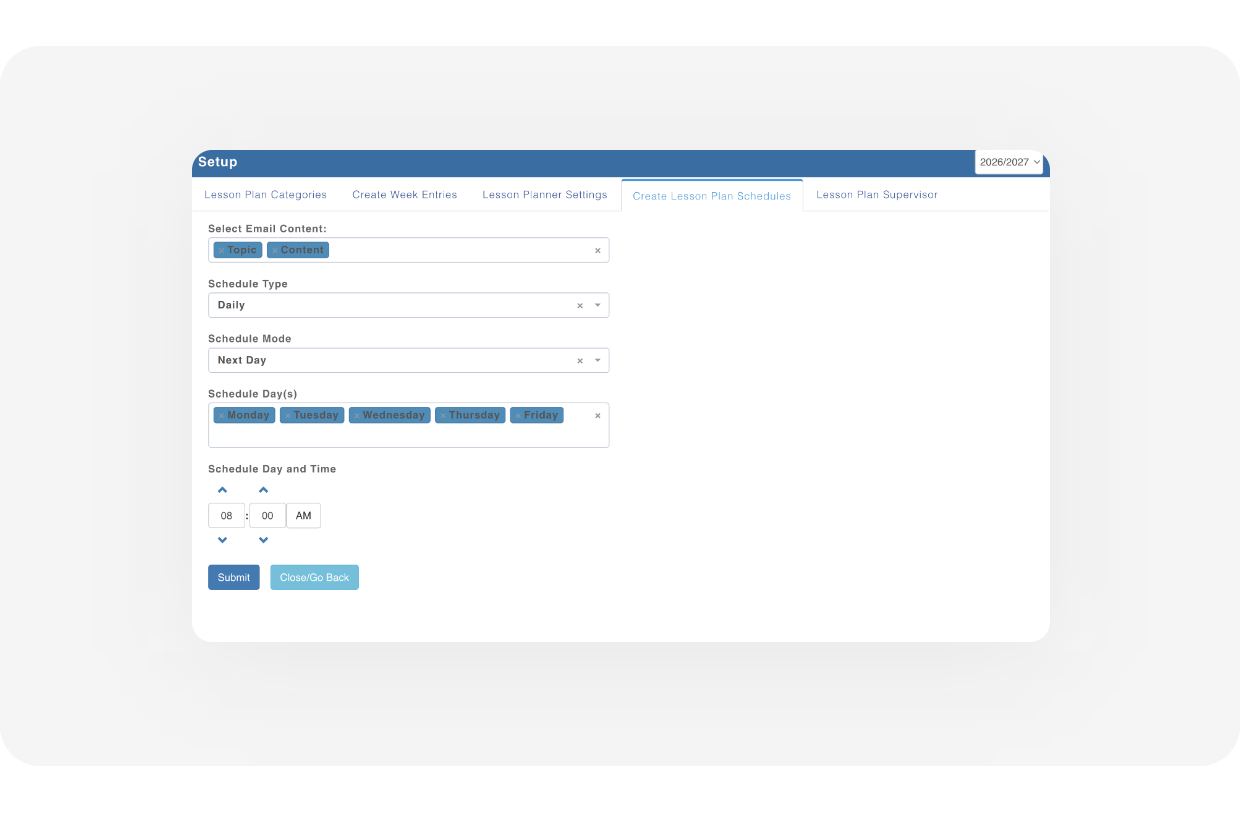 Setup
2026/2027
Lesson Plan Categories Create Week Entries Lesson Planner Settings Create Lesson Plan Schedules Lesson Plan Supervisor
Select Email Content:
× Topic × Content ×
Schedule Type
Daily ×
Schedule Mode
Next Day ×
Schedule Day(s)
× Monday × Tuesday × Wednesday × Thursday × Friday ×
Schedule Day and Time
08 : 00 AM
Submit Close/Go Back